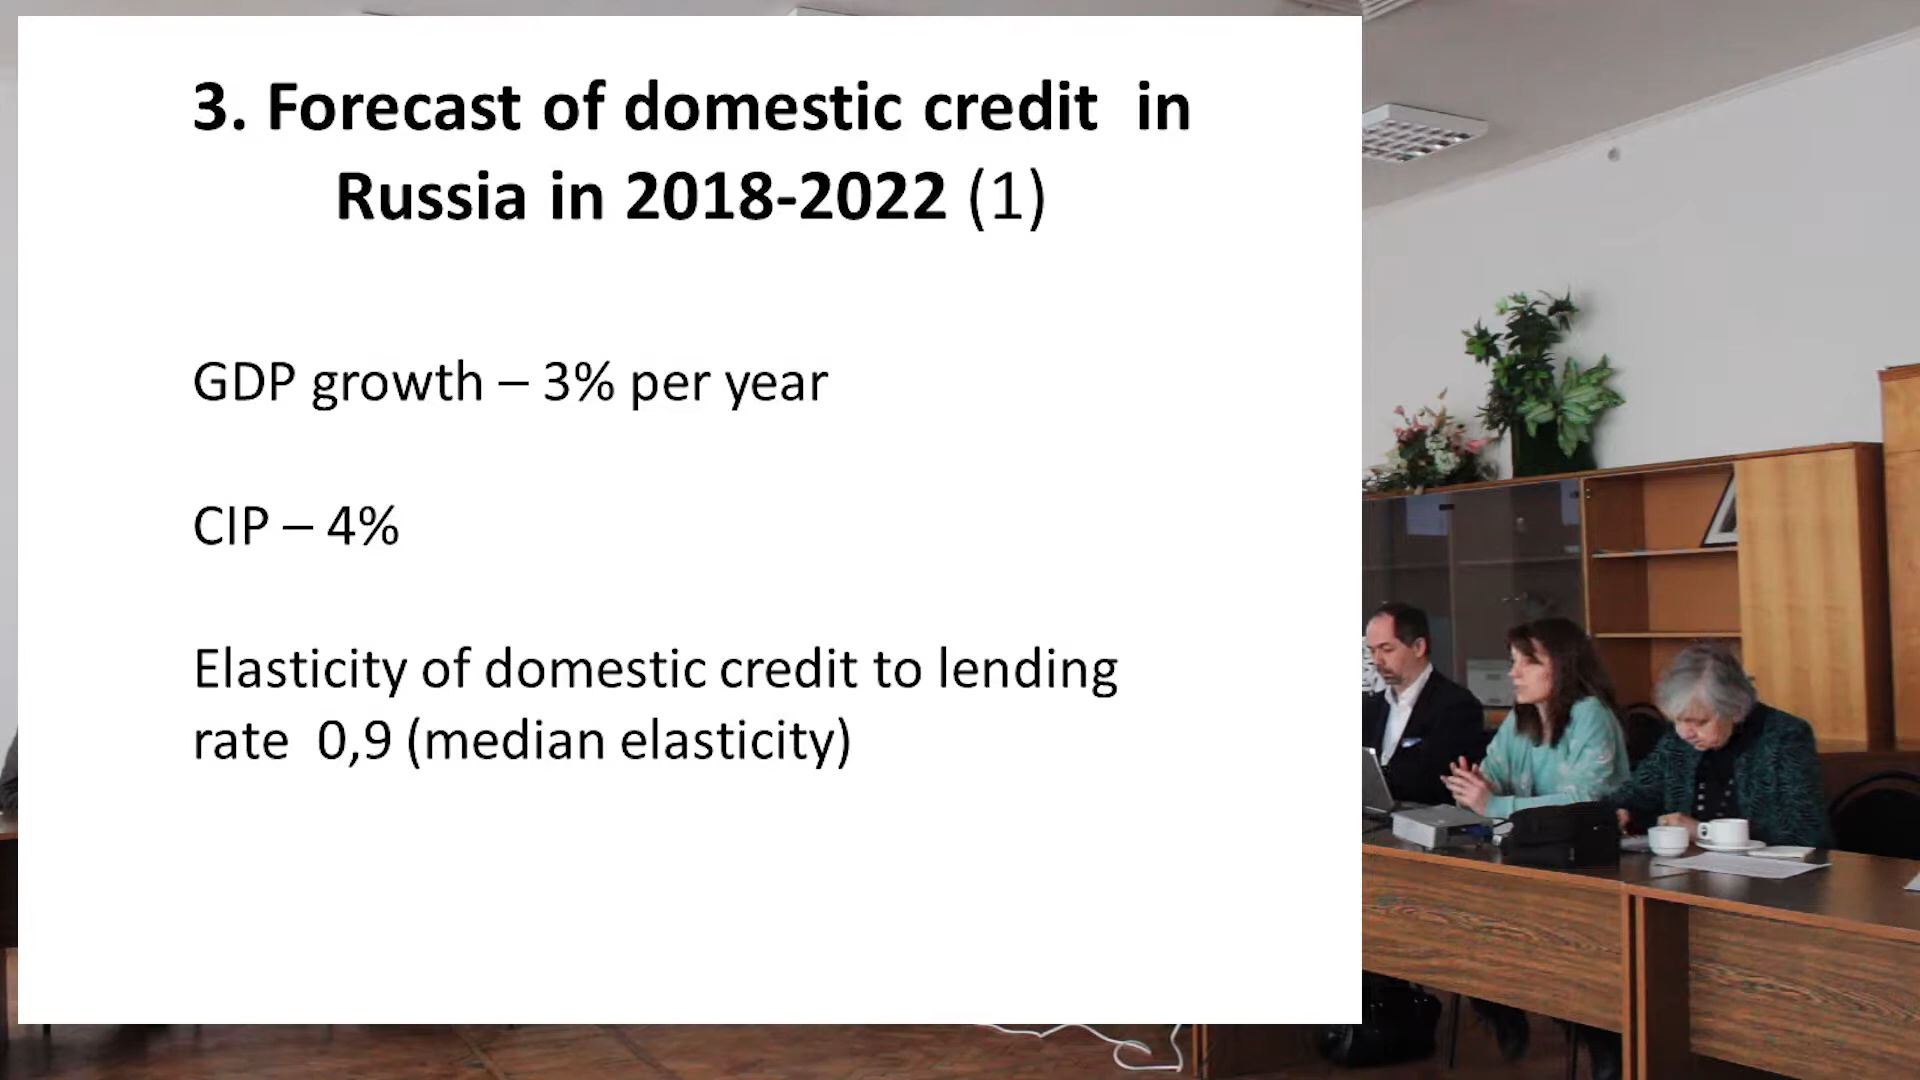 3. Forecast of domestic credit in
Russia in 2018-2022 (1)
GDP growth – 3% per year
CIP – 4%
Elasticity of domestic credit to lending
rate 0,9 (median elasticity)